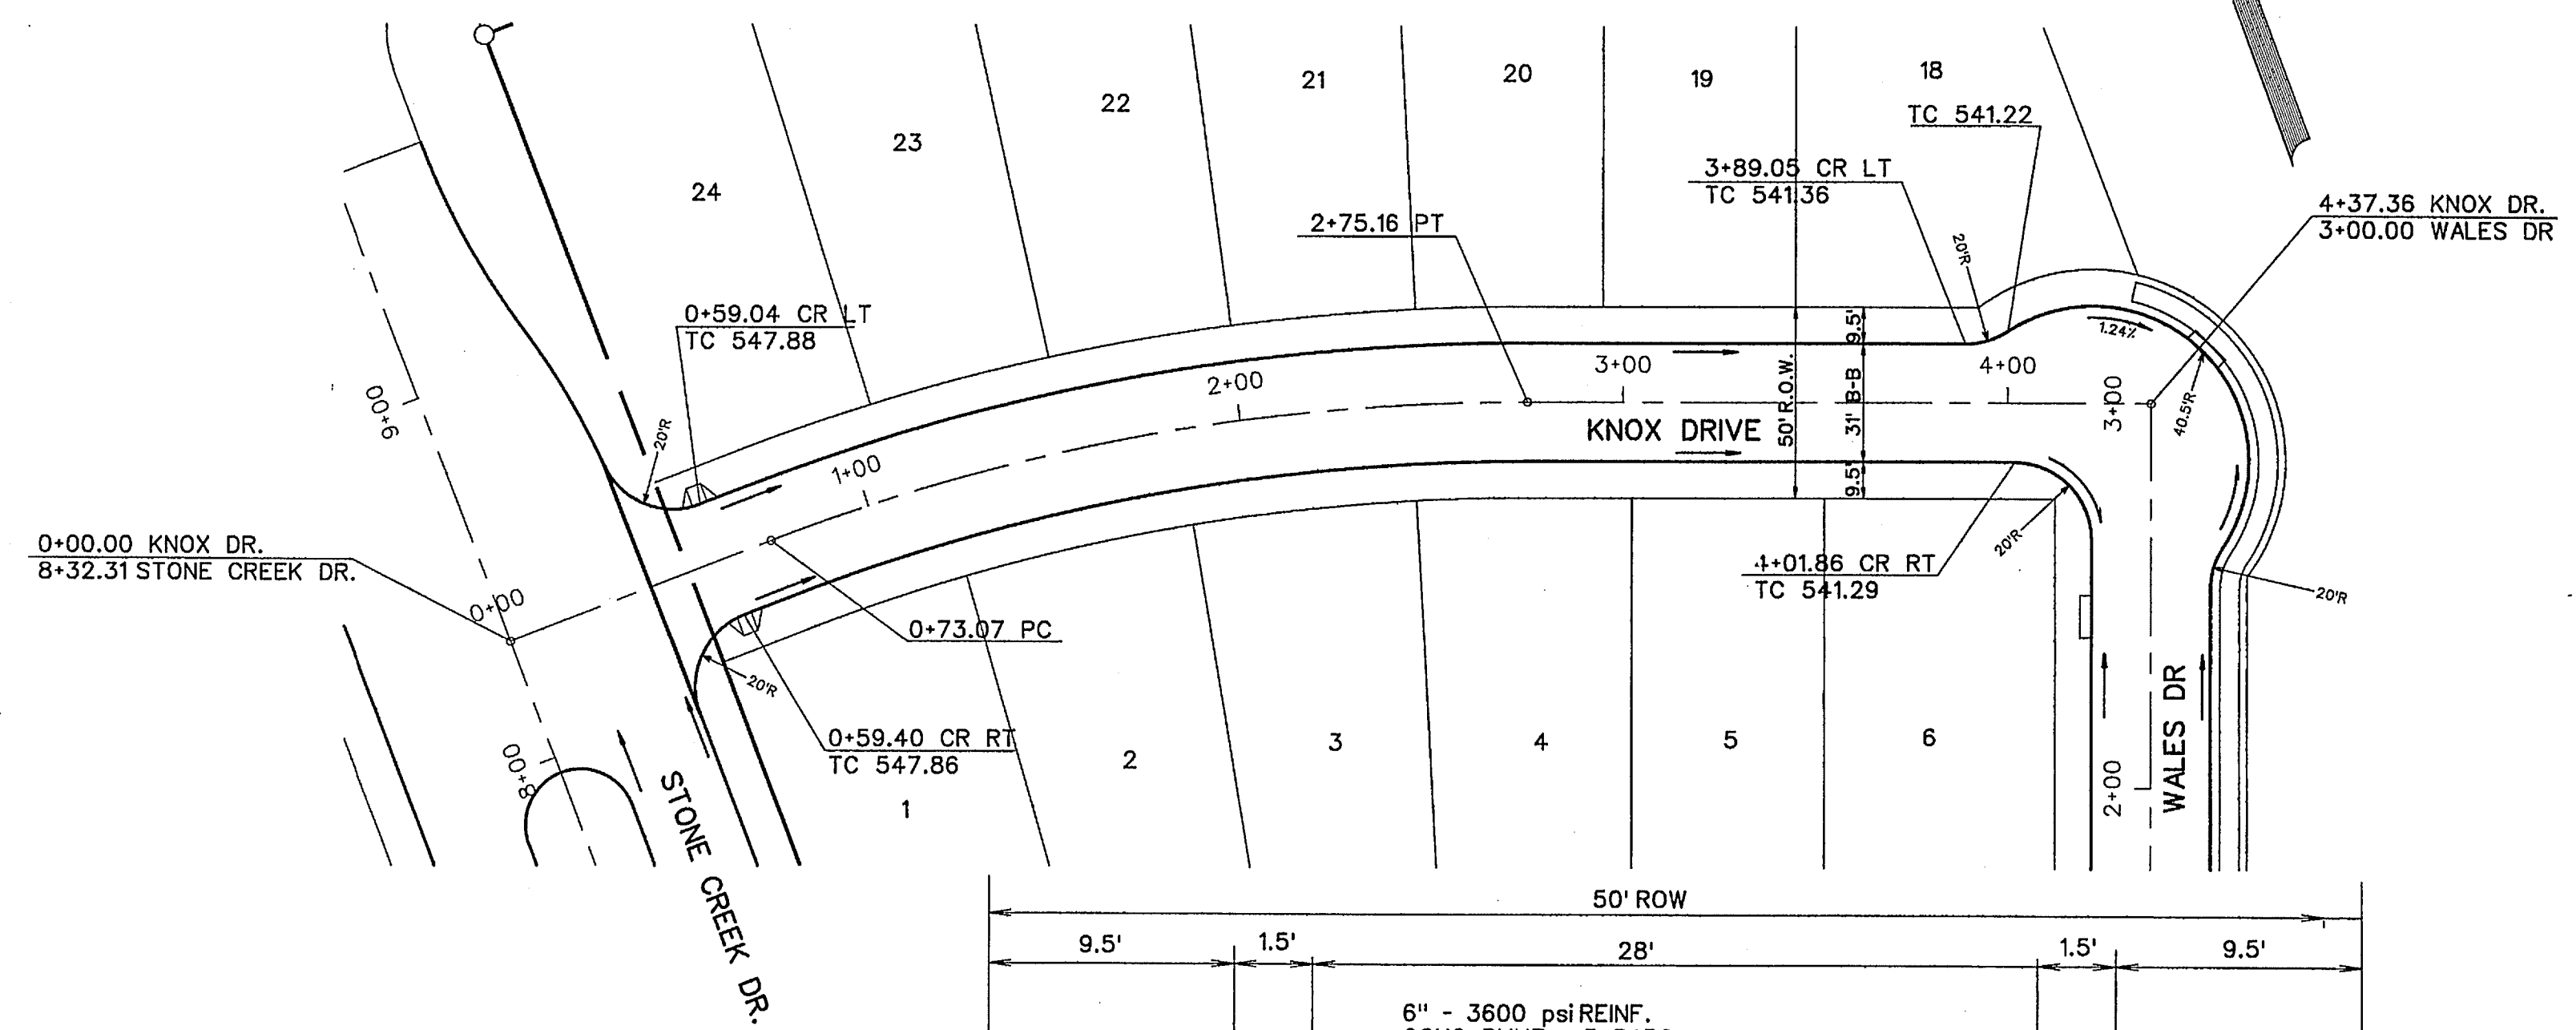 18
TC 541.22
19
20
21
22
23
24
3+89.05 CR LT
TC 541.36
2+75.16 PT
4+37.36 KNOX DR.
3+00.00 WALES DR
20'R
0+59.04 CR LT
TC 547.88
1.24%
9.5'
50' R.O.W.
31' B-B
9.5'
3+00
4+00
2+00
3+00
40.5'R
9+00
20'R
KNOX DRIVE
1+00
0+00.00 KNOX DR.
8+32.31 STONE CREEK DR.
0+00
20'R
4+01.86 CR RT
TC 541.29
20'R
0+73.07 PC
20'R
0+59.40 CR RT
TC 547.86
8+00
1
2
3
4
5
6
2+00
WALES DR
STONE CREEK DR.
50' ROW
9.5'
1.5'
28'
1.5'
9.5'
6" - 3600 psi REINF.